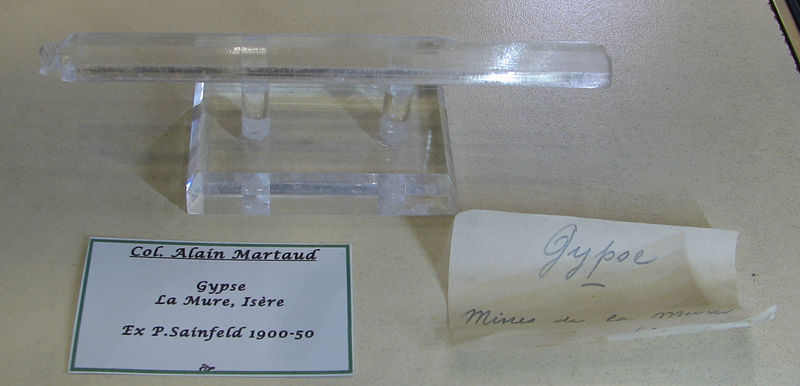 Col. Alain Martaud
Gypse
La Mure, Isère
Ex P.Sainfeld 1900-50
Gypse
Mines de la Mure